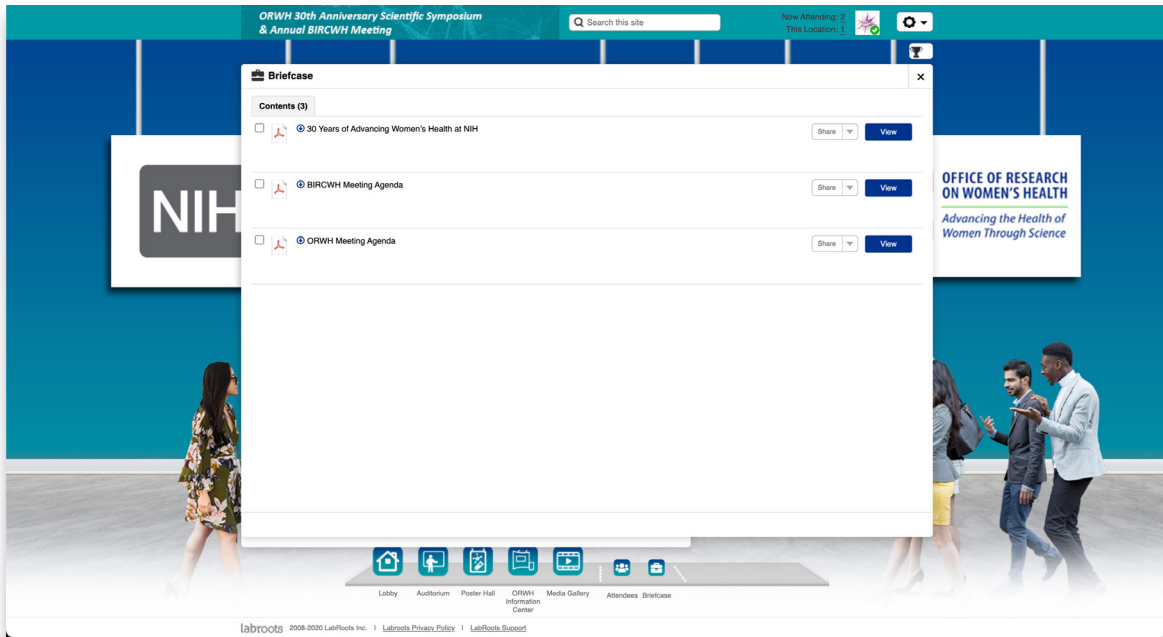 ORWH 30th Anniversary Scientific Symposium
& Annual BIRCWH Meeting
Search this site
Now Attending: 2
This Location: 1
Briefcase
Contents (3)
30 Years of Advancing Women's Health at NIH
Share
View
BIRCWH Meeting Agenda
Share
View
ORWH Meeting Agenda
Share
View
NIH
OFFICE OF RESEARCH
ON WOMEN'S HEALTH
Advancing the Health of
Women Through Science
Lobby
Auditorium
Poster Hall
ORWH
Information
Center
Media Gallery
Attendees
Briefcase
labroots 2008-2020 LabRoots Inc. | Labroots Privacy Policy | LabRoots Support